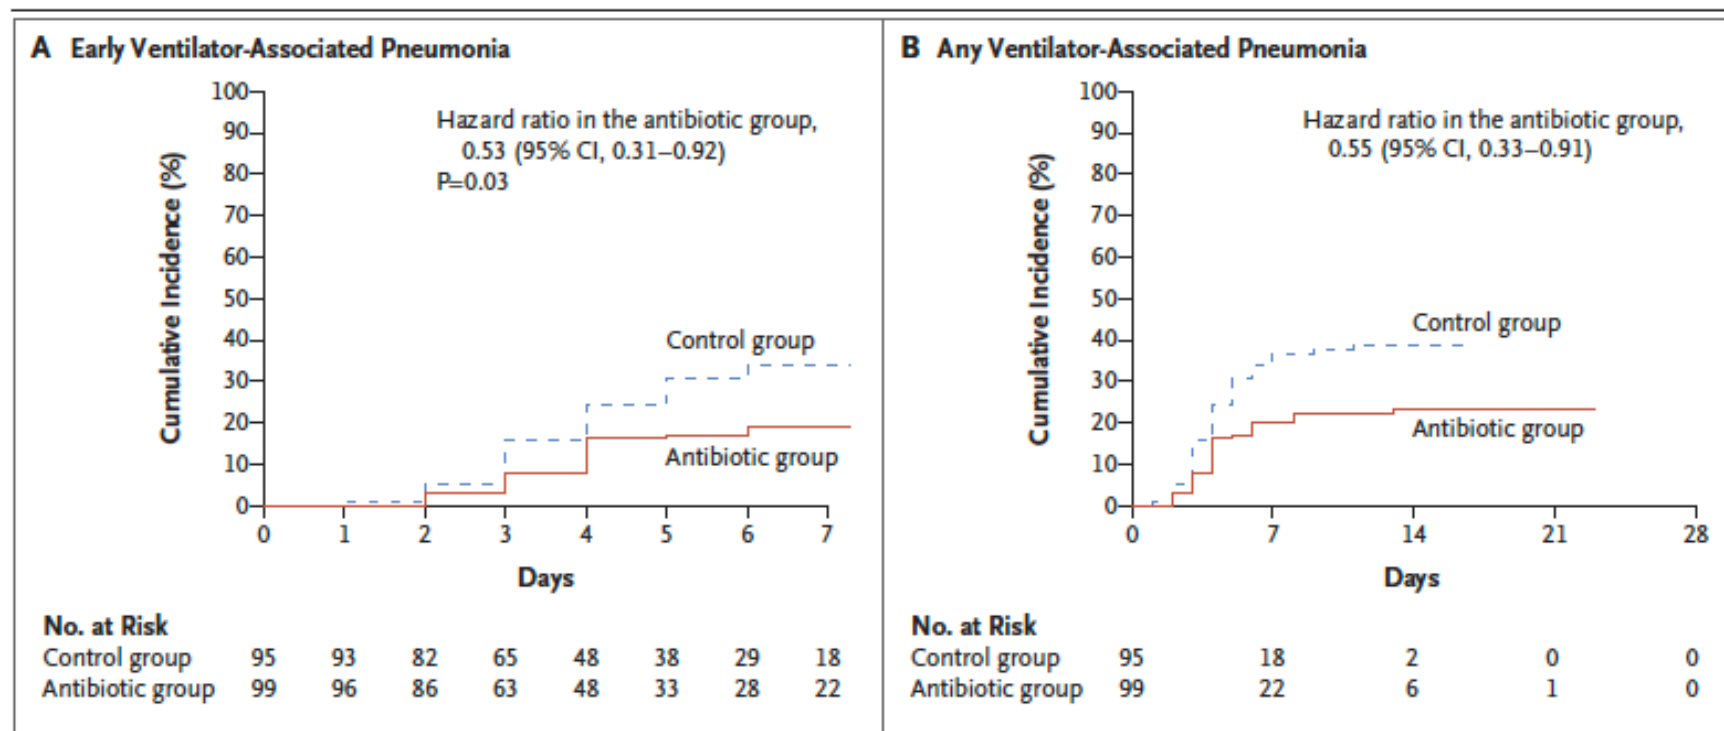 A Early Ventilator-Associated Pneumonia
100
90
80
70
60
50
40
30
20
10
0
Cumulative Incidence (%)
Hazard ratio in the antibiotic group,
0.53 (95% CI, 0.31–0.92)
P=0.03
Control group
Antibiotic group
0 1 2 3 4 5 6 7
Days
No. at Risk
Control group 95 93 82 65 48 38 29 18
Antibiotic group 99 96 86 63 48 33 28 22
B Any Ventilator-Associated Pneumonia
100
90
80
70
60
50
40
30
20
10
0
Cumulative Incidence (%)
Hazard ratio in the antibiotic group,
0.55 (95% CI, 0.33–0.91)
Control group
Antibiotic group
0 7 14 21 28
Days
No. at Risk
Control group 95 18 2 0 0
Antibiotic group 99 22 6 1 0